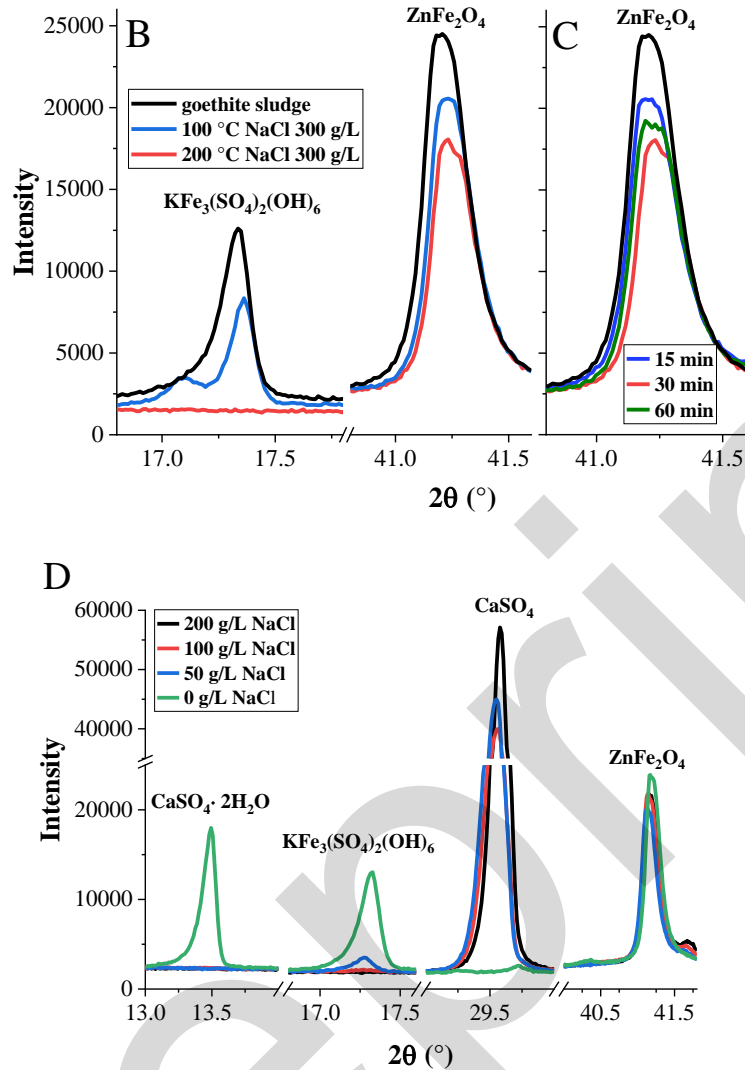 B
ZnFe₂O₄
C
ZnFe₂O₄
25000
20000
15000
10000
5000
0
Intensity
goethite sludge
100 °C NaCl 300 g/L
200 °C NaCl 300 g/L
KFe₃(SO₄)₂(OH)₆
15 min
30 min
60 min
17.0 17.5 41.0 41.5 41.0 41.5
2θ (°)
D
60000
50000
40000
20000
10000
0
Intensity
200 g/L NaCl
100 g/L NaCl
50 g/L NaCl
0 g/L NaCl
CaSO₄
ZnFe₂O₄
CaSO₄· 2H₂O
KFe₃(SO₄)₂(OH)₆
13.0 13.5 17.0 17.5 29.5 40.5 41.5
2θ (°)